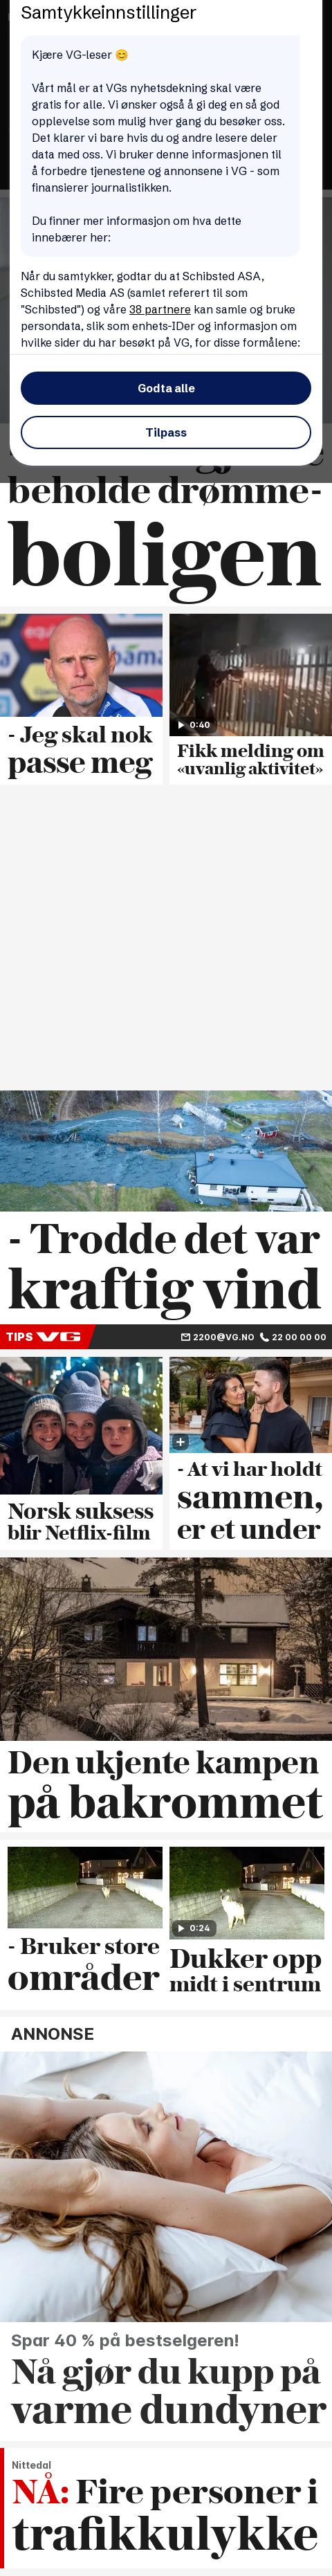 Samtykkeinnstillinger
Kjære VG-leser 😊
Vårt mål er at VGs nyhetsdekning skal være
gratis for alle. Vi ønsker også å gi deg en så god
opplevelse som mulig hver gang du besøker oss.
Det klarer vi bare hvis du og andre lesere deler
data med oss. Vi bruker denne informasjonen til
å forbedre tjenestene og annonsene i VG - som
finansierer journalistikken.
Du finner mer informasjon om hva dette
innebærer her:
Når du samtykker, godtar du at Schibsted ASA,
Schibsted Media AS (samlet referert til som
"Schibsted") og våre 38 partnere kan samle og bruke
persondata, slik som enhets-IDer og informasjon om
hvilke sider du har besøkt på VG, for disse formålene:
Godta alle
Tilpass
beholde drømme-
boligen
- Jeg skal nok
passe meg
0:40
Fikk melding om
«uvanlig aktivitet»
- Trodde det var
kraftig vind
TIPS VG
2200@VG.NO
22 00 00 00
Norsk suksess
blir Netflix-film
- At vi har holdt
sammen,
er et under
Den ukjente kampen
på bakrommet
- Bruker store
områder
0:24
Dukker opp
midt i sentrum
ANNONSE
Spar 40 % på bestselgeren!
Nå gjør du kupp på
varme dundyner
Nittedal
NÅ: Fire personer i
trafikkulykke